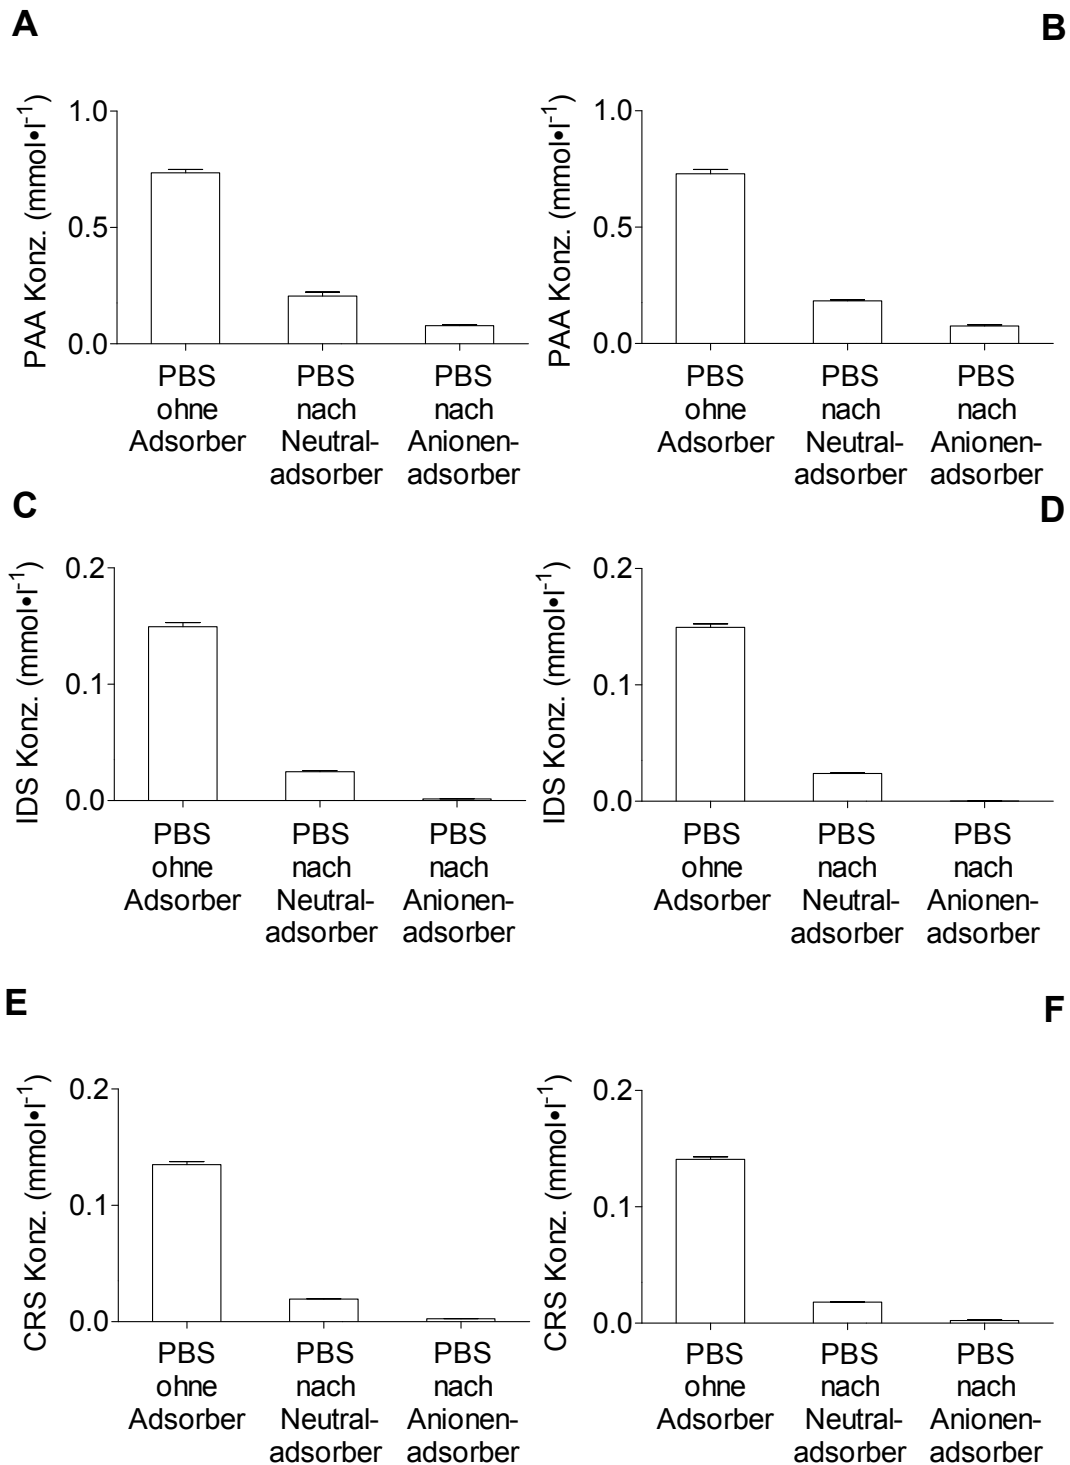 A
B
PAA Konz. (mmol•l⁻¹)
1.0
0.5
0.0
PBS
ohne
Adsorber
PBS
nach
Neutral-
adsorber
PBS
nach
Anionen-
adsorber
PAA Konz. (mmol•l⁻¹)
1.0
0.5
0.0
PBS
ohne
Adsorber
PBS
nach
Neutral-
adsorber
PBS
nach
Anionen-
adsorber
C
D
IDS Konz. (mmol•l⁻¹)
0.2
0.1
0.0
PBS
ohne
Adsorber
PBS
nach
Neutral-
adsorber
PBS
nach
Anionen-
adsorber
IDS Konz. (mmol•l⁻¹)
0.2
0.1
0.0
PBS
ohne
Adsorber
PBS
nach
Neutral-
adsorber
PBS
nach
Anionen-
adsorber
E
F
CRS Konz. (mmol•l⁻¹)
0.2
0.1
0.0
PBS
ohne
Adsorber
PBS
nach
Neutral-
adsorber
PBS
nach
Anionen-
adsorber
CRS Konz. (mmol•l⁻¹)
0.2
0.1
0.0
PBS
ohne
Adsorber
PBS
nach
Neutral-
adsorber
PBS
nach
Anionen-
adsorber